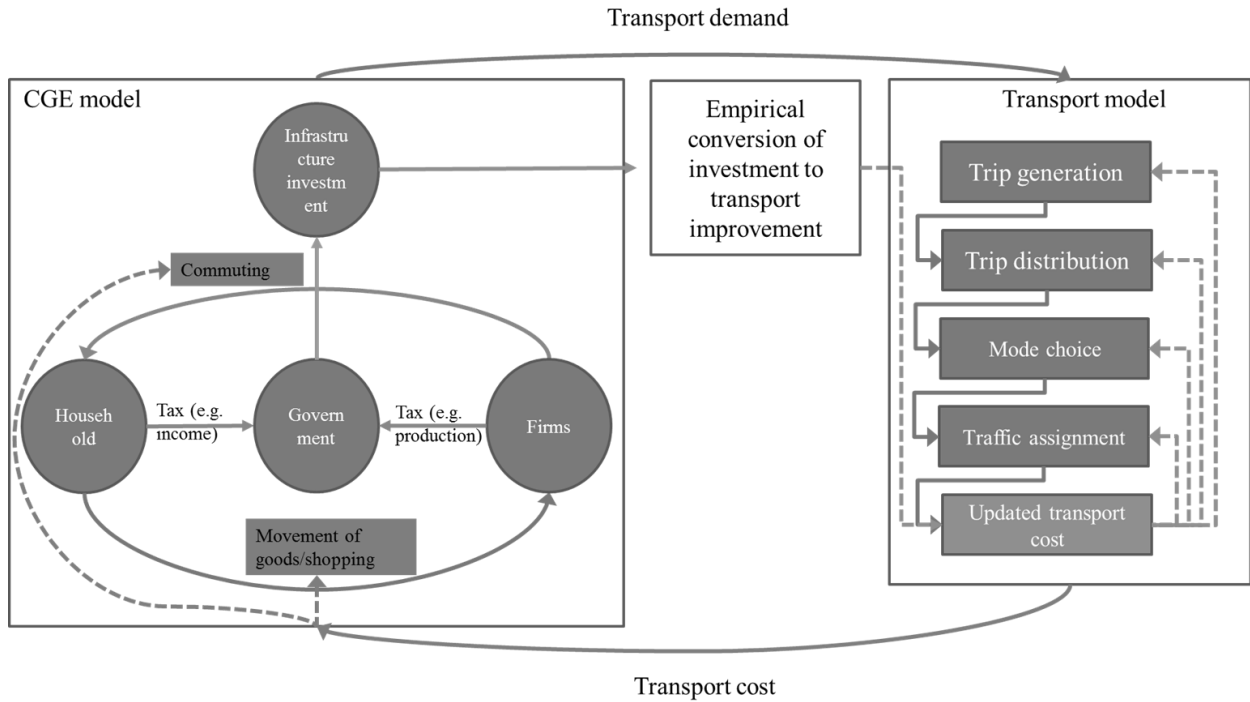 Transport demand
CGE model
Infrastru
cture
investm
ent
Commuting
Househ
old
Tax (e.g.
income)
Govern
ment
Tax (e.g.
production)
Firms
Movement of
goods/shopping
Empirical
conversion of
investment to
transport
improvement
Transport model
Trip generation
Trip distribution
Mode choice
Traffic assignment
Updated transport
cost
Transport cost